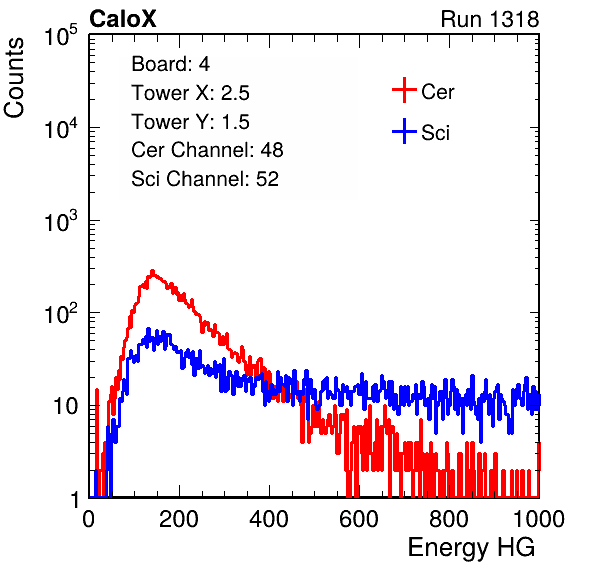 CaloX Run 1318
Counts
Board: 4
Tower X: 2.5
Tower Y: 1.5
Cer Channel: 48
Sci Channel: 52
Cer
Sci
10^5
10^4
10^3
10^2
10
1
0 200 400 600 800 1000
Energy HG